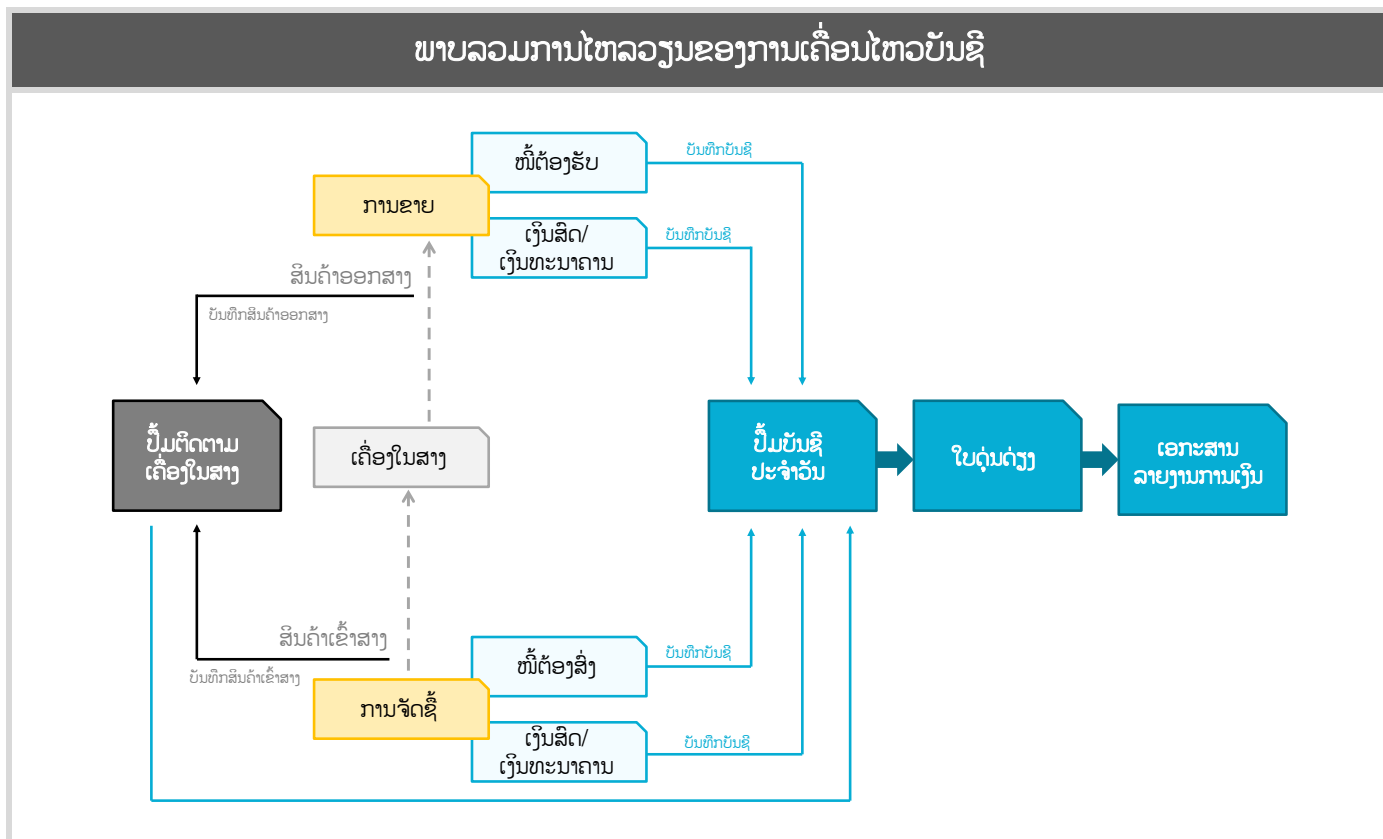 ພາບລວມການໄຫລວຽນຂອງການເຄື່ອນໄຫວບັນຊີ
ໜີ້ຕ້ອງຮັບ
ບັນທຶກບັນຊີ
ການຂາຍ
ເງິນສົດ/
ເງິນທະນາຄານ
ບັນທຶກບັນຊີ
ສິນຄ້າອອກສາງ
ບັນທຶກສິນຄ້າອອກສາງ
ປຶ້ມຕິດຕາມ
ເຄື່ອງໃນສາງ
ເຄື່ອງໃນສາງ
ປຶ້ມບັນຊີ
ປະຈຳວັນ
ໃບດຸ່ນດ່ຽງ
ເອກະສານ
ລາຍງານການເງິນ
ສິນຄ້າເຂົ້າສາງ
ບັນທຶກສິນຄ້າເຂົ້າສາງ
ໜີ້ຕ້ອງສົ່ງ
ບັນທຶກບັນຊີ
ການຈັດຊື້
ເງິນສົດ/
ເງິນທະນາຄານ
ບັນທຶກບັນຊີ